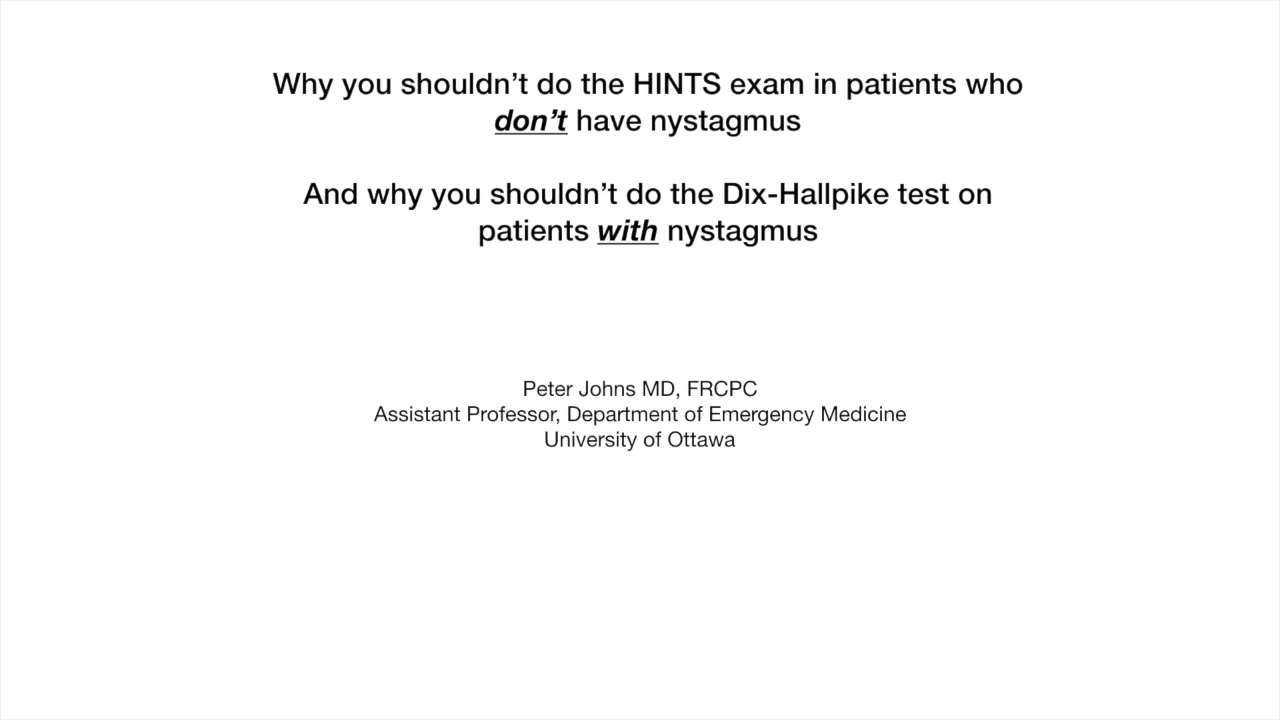 Why you shouldn’t do the HINTS exam in patients who
don’t have nystagmus
And why you shouldn’t do the Dix-Hallpike test on
patients with nystagmus
Peter Johns MD, FRCPC
Assistant Professor, Department of Emergency Medicine
University of Ottawa